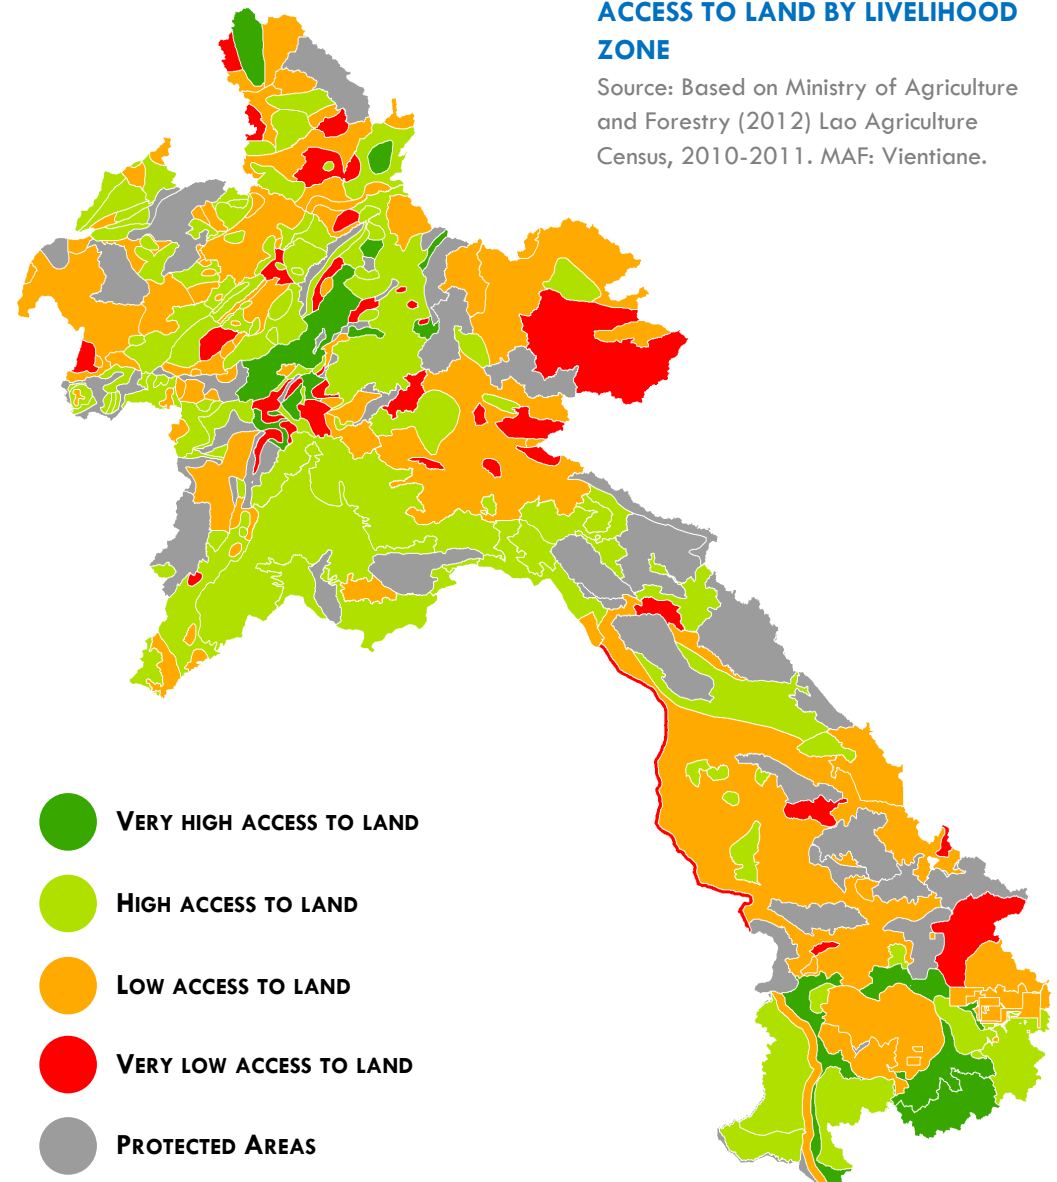 ACCESS TO LAND BY LIVELIHOOD
ZONE
Source: Based on Ministry of Agriculture
and Forestry (2012) Lao Agriculture
Census, 2010-2011. MAF: Vientiane.
VERY HIGH ACCESS TO LAND
HIGH ACCESS TO LAND
LOW ACCESS TO LAND
VERY LOW ACCESS TO LAND
PROTECTED AREAS